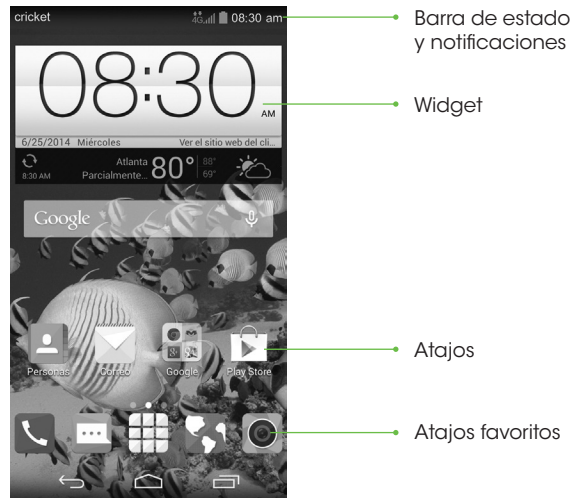 cricket 4G 08:30 am
Barra de estado
y notificaciones
08:30 AM
Widget
6/25/2014 Miércoles Ver el sitio web del cli...
8:30 AM Atlanta
Parcialmente... 80° 88° 69°
Google
Personas Correo Google Play Store
Atajos
Atajos favoritos